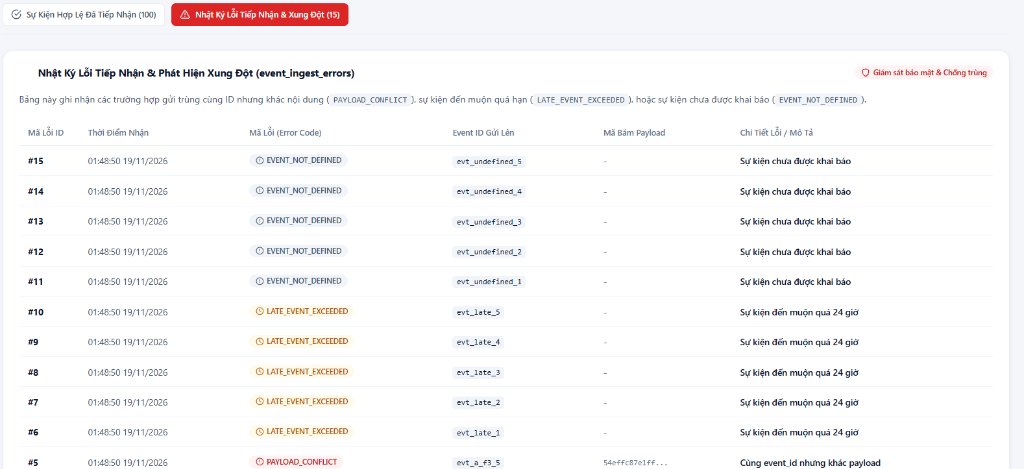 Sự Kiện Hợp Lệ Đã Tiếp Nhận (100) Nhật Ký Lỗi Tiếp Nhận & Xung Đột (15)
Nhật Ký Lỗi Tiếp Nhận & Phát Hiện Xung Đột (event_ingest_errors) Giám sát bảo mật & Chống trùng
Bảng này ghi nhận các trường hợp gửi trùng cùng ID nhưng khác nội dung ( PAYLOAD_CONFLICT ), sự kiện đến muộn quá hạn ( LATE_EVENT_EXCEEDED ), hoặc sự kiện chưa được khai báo ( EVENT_NOT_DEFINED ).
Mã Lỗi ID Thời Điểm Nhận Mã Lỗi (Error Code) Event ID Gửi Lên Mã Băm Payload Chi Tiết Lỗi / Mô Tả
#15 01:48:50 19/11/2026 EVENT_NOT_DEFINED evt_undefined_5 - Sự kiện chưa được khai báo
#14 01:48:50 19/11/2026 EVENT_NOT_DEFINED evt_undefined_4 - Sự kiện chưa được khai báo
#13 01:48:50 19/11/2026 EVENT_NOT_DEFINED evt_undefined_3 - Sự kiện chưa được khai báo
#12 01:48:50 19/11/2026 EVENT_NOT_DEFINED evt_undefined_2 - Sự kiện chưa được khai báo
#11 01:48:50 19/11/2026 EVENT_NOT_DEFINED evt_undefined_1 - Sự kiện chưa được khai báo
#10 01:48:50 19/11/2026 LATE_EVENT_EXCEEDED evt_late_5 - Sự kiện đến muộn quá 24 giờ
#9 01:48:50 19/11/2026 LATE_EVENT_EXCEEDED evt_late_4 - Sự kiện đến muộn quá 24 giờ
#8 01:48:50 19/11/2026 LATE_EVENT_EXCEEDED evt_late_3 - Sự kiện đến muộn quá 24 giờ
#7 01:48:50 19/11/2026 LATE_EVENT_EXCEEDED evt_late_2 - Sự kiện đến muộn quá 24 giờ
#6 01:48:50 19/11/2026 LATE_EVENT_EXCEEDED evt_late_1 - Sự kiện đến muộn quá 24 giờ
#5 01:48:50 19/11/2026 PAYLOAD_CONFLICT evt_a_f3_5 54effc87e1ff... Cùng event_id nhưng khác payload